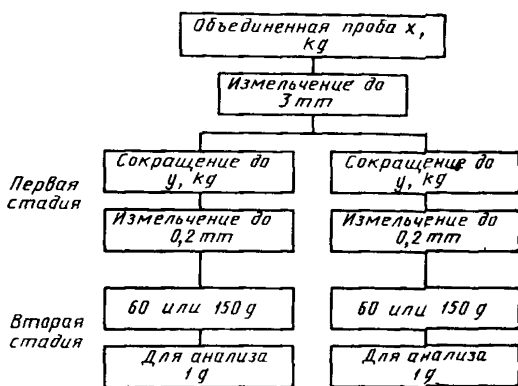 Объединенная проба x,
kg
Измельчение до
3 mm
Первая
стадия
Сокращение до
y, kg
Сокращение до
y, kg
Измельчение до
0,2 mm
Измельчение до
0,2 mm
Вторая
стадия
60 или 150 g
60 или 150 g
Для анализа
1 g
Для анализа
1 g